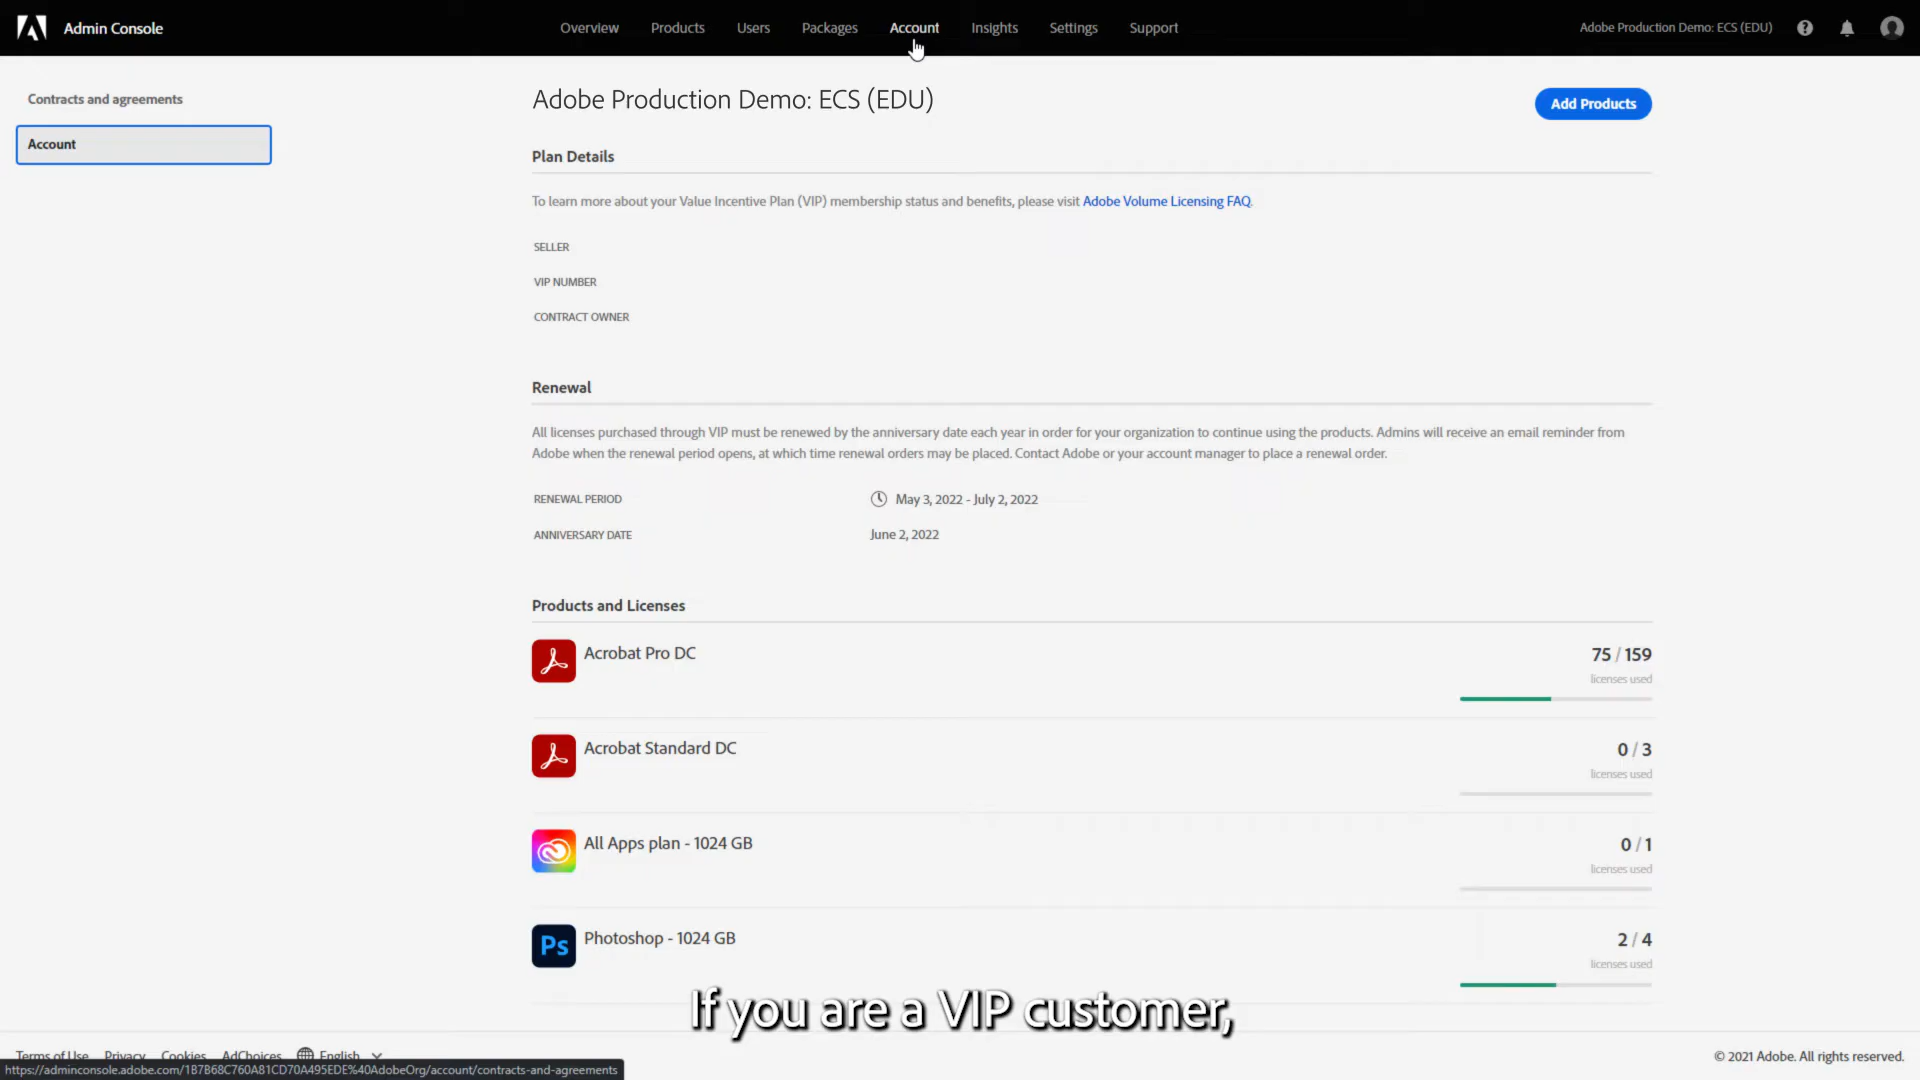 Admin Console
Overview Products Users Packages Account Insights Settings Support
Adobe Production Demo: ECS (EDU)
Contracts and agreements
Account
Adobe Production Demo: ECS (EDU)
Add Products
Plan Details
To learn more about your Value Incentive Plan (VIP) membership status and benefits, please visit Adobe Volume Licensing FAQ.
SELLER
VIP NUMBER
CONTRACT OWNER
Renewal
All licenses purchased through VIP must be renewed by the anniversary date each year in order for your organization to continue using the products. Admins will receive an email reminder from
Adobe when the renewal period opens, at which time renewal orders may be placed. Contact Adobe or your account manager to place a renewal order.
RENEWAL PERIOD May 3, 2022 - July 2, 2022
ANNIVERSARY DATE June 2, 2022
Products and Licenses
Acrobat Pro DC 75 / 159
licenses used
Acrobat Standard DC 0 / 3
licenses used
All Apps plan - 1024 GB 0 / 1
licenses used
Ps Photoshop - 1024 GB 2 / 4
licenses used
If you are a VIP customer,
Terms of Use Privacy Cookies AdChoices English
© 2021 Adobe. All rights reserved.
https://adminconsole.adobe.com/1B7B68C760A81CD70A495EDE%40AdobeOrg/account/contracts-and-agreements